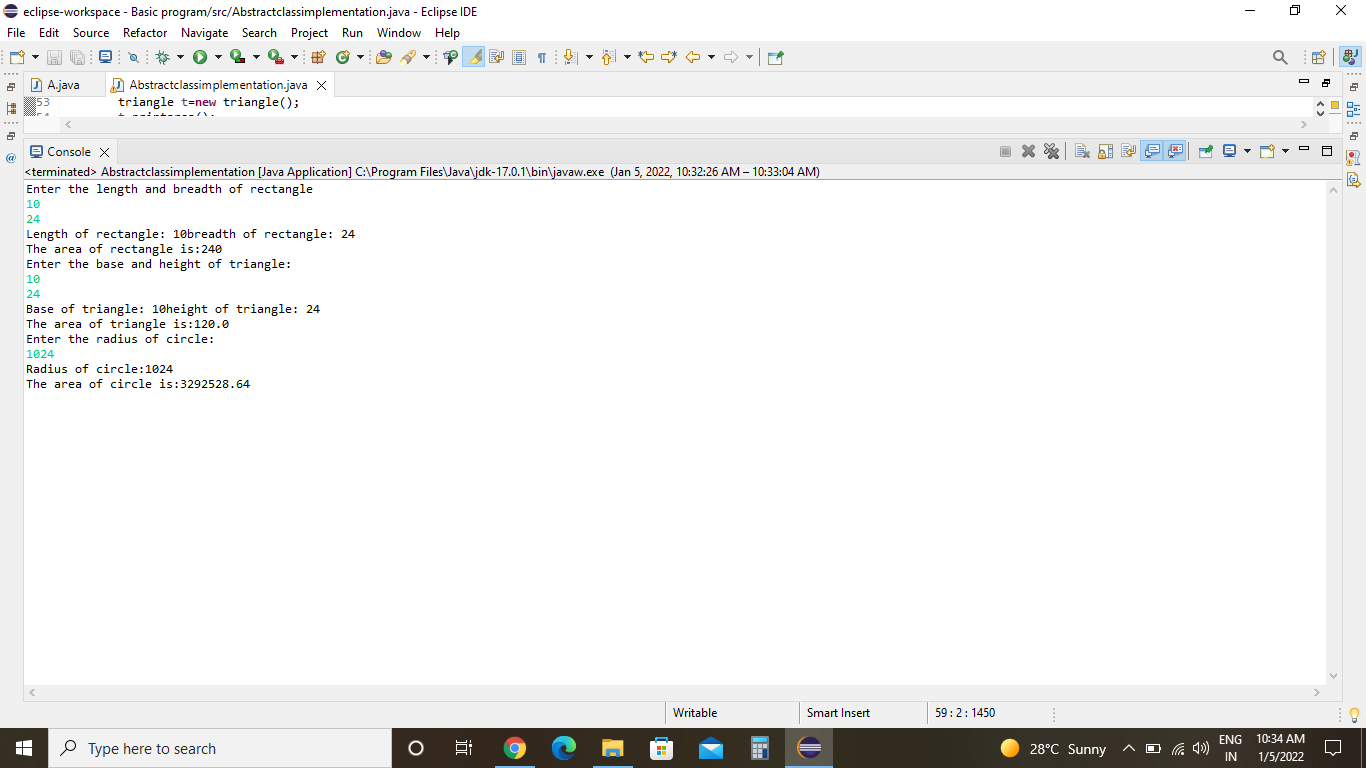 eclipse-workspace - Basic program/src/Abstractclassimplementation.java - Eclipse IDE
File Edit Source Refactor Navigate Search Project Run Window Help
A.java Abstractclassimplementation.java
53 triangle t=new triangle();
Console
<terminated> Abstractclassimplementation [Java Application] C:\Program Files\Java\jdk-17.0.1\bin\javaw.exe (Jan 5, 2022, 10:32:26 AM – 10:33:04 AM)
Enter the length and breadth of rectangle
10
24
Length of rectangle: 10breadth of rectangle: 24
The area of rectangle is:240
Enter the base and height of triangle:
10
24
Base of triangle: 10height of triangle: 24
The area of triangle is:120.0
Enter the radius of circle:
1024
Radius of circle:1024
The area of circle is:3292528.64
Writable Smart Insert 59 : 2 : 1450
Type here to search
28°C Sunny
ENG
IN
10:34 AM
1/5/2022